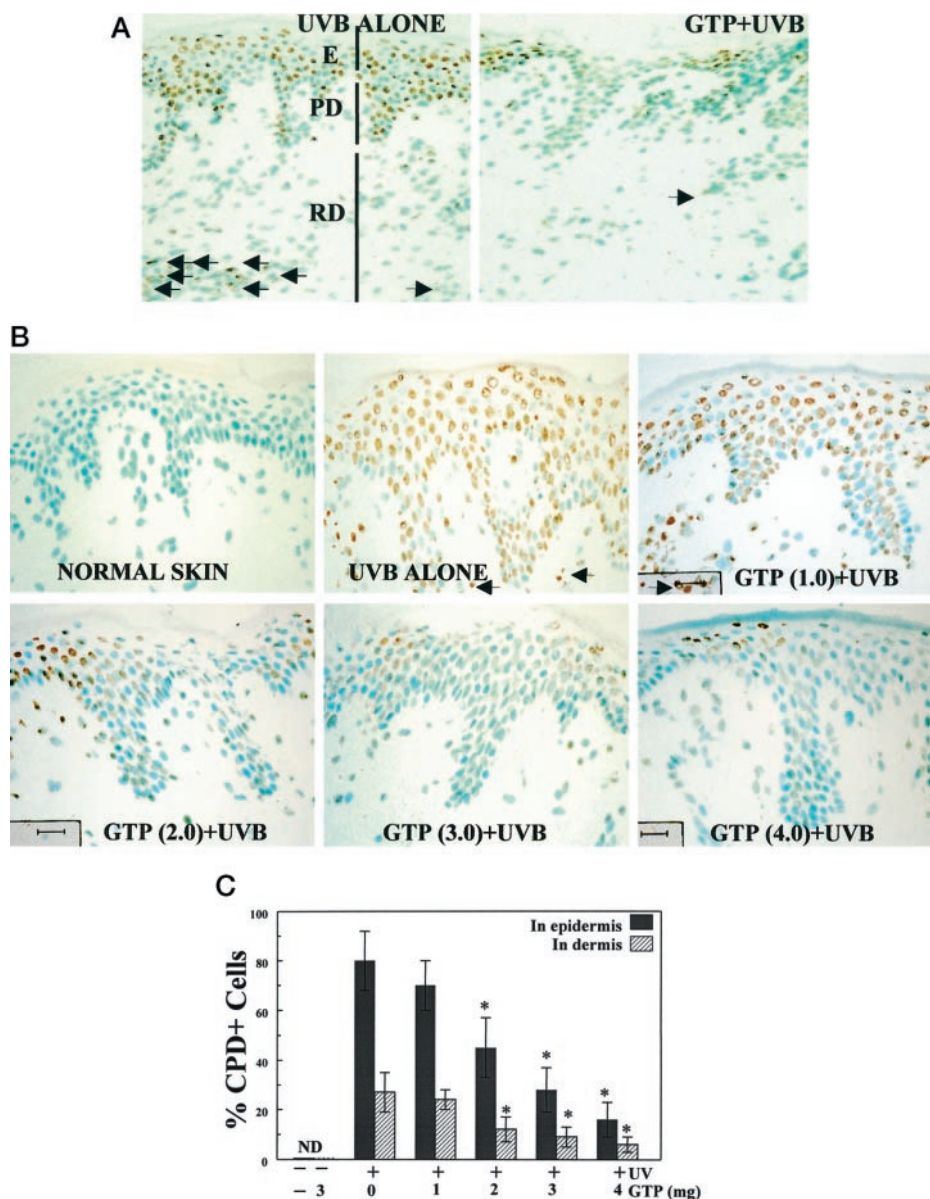 A
UVB ALONE
GTP+UVB
E
PD
RD
B
NORMAL SKIN
UVB ALONE
GTP (1.0)+UVB
GTP (2.0)+UVB
GTP (3.0)+UVB
GTP (4.0)+UVB
C
% CPD+ Cells
100
80
60
40
20
0
In epidermis
In dermis
ND
* * * * * *
− − + + + + + UV
− 3 0 1 2 3 4 GTP (mg)